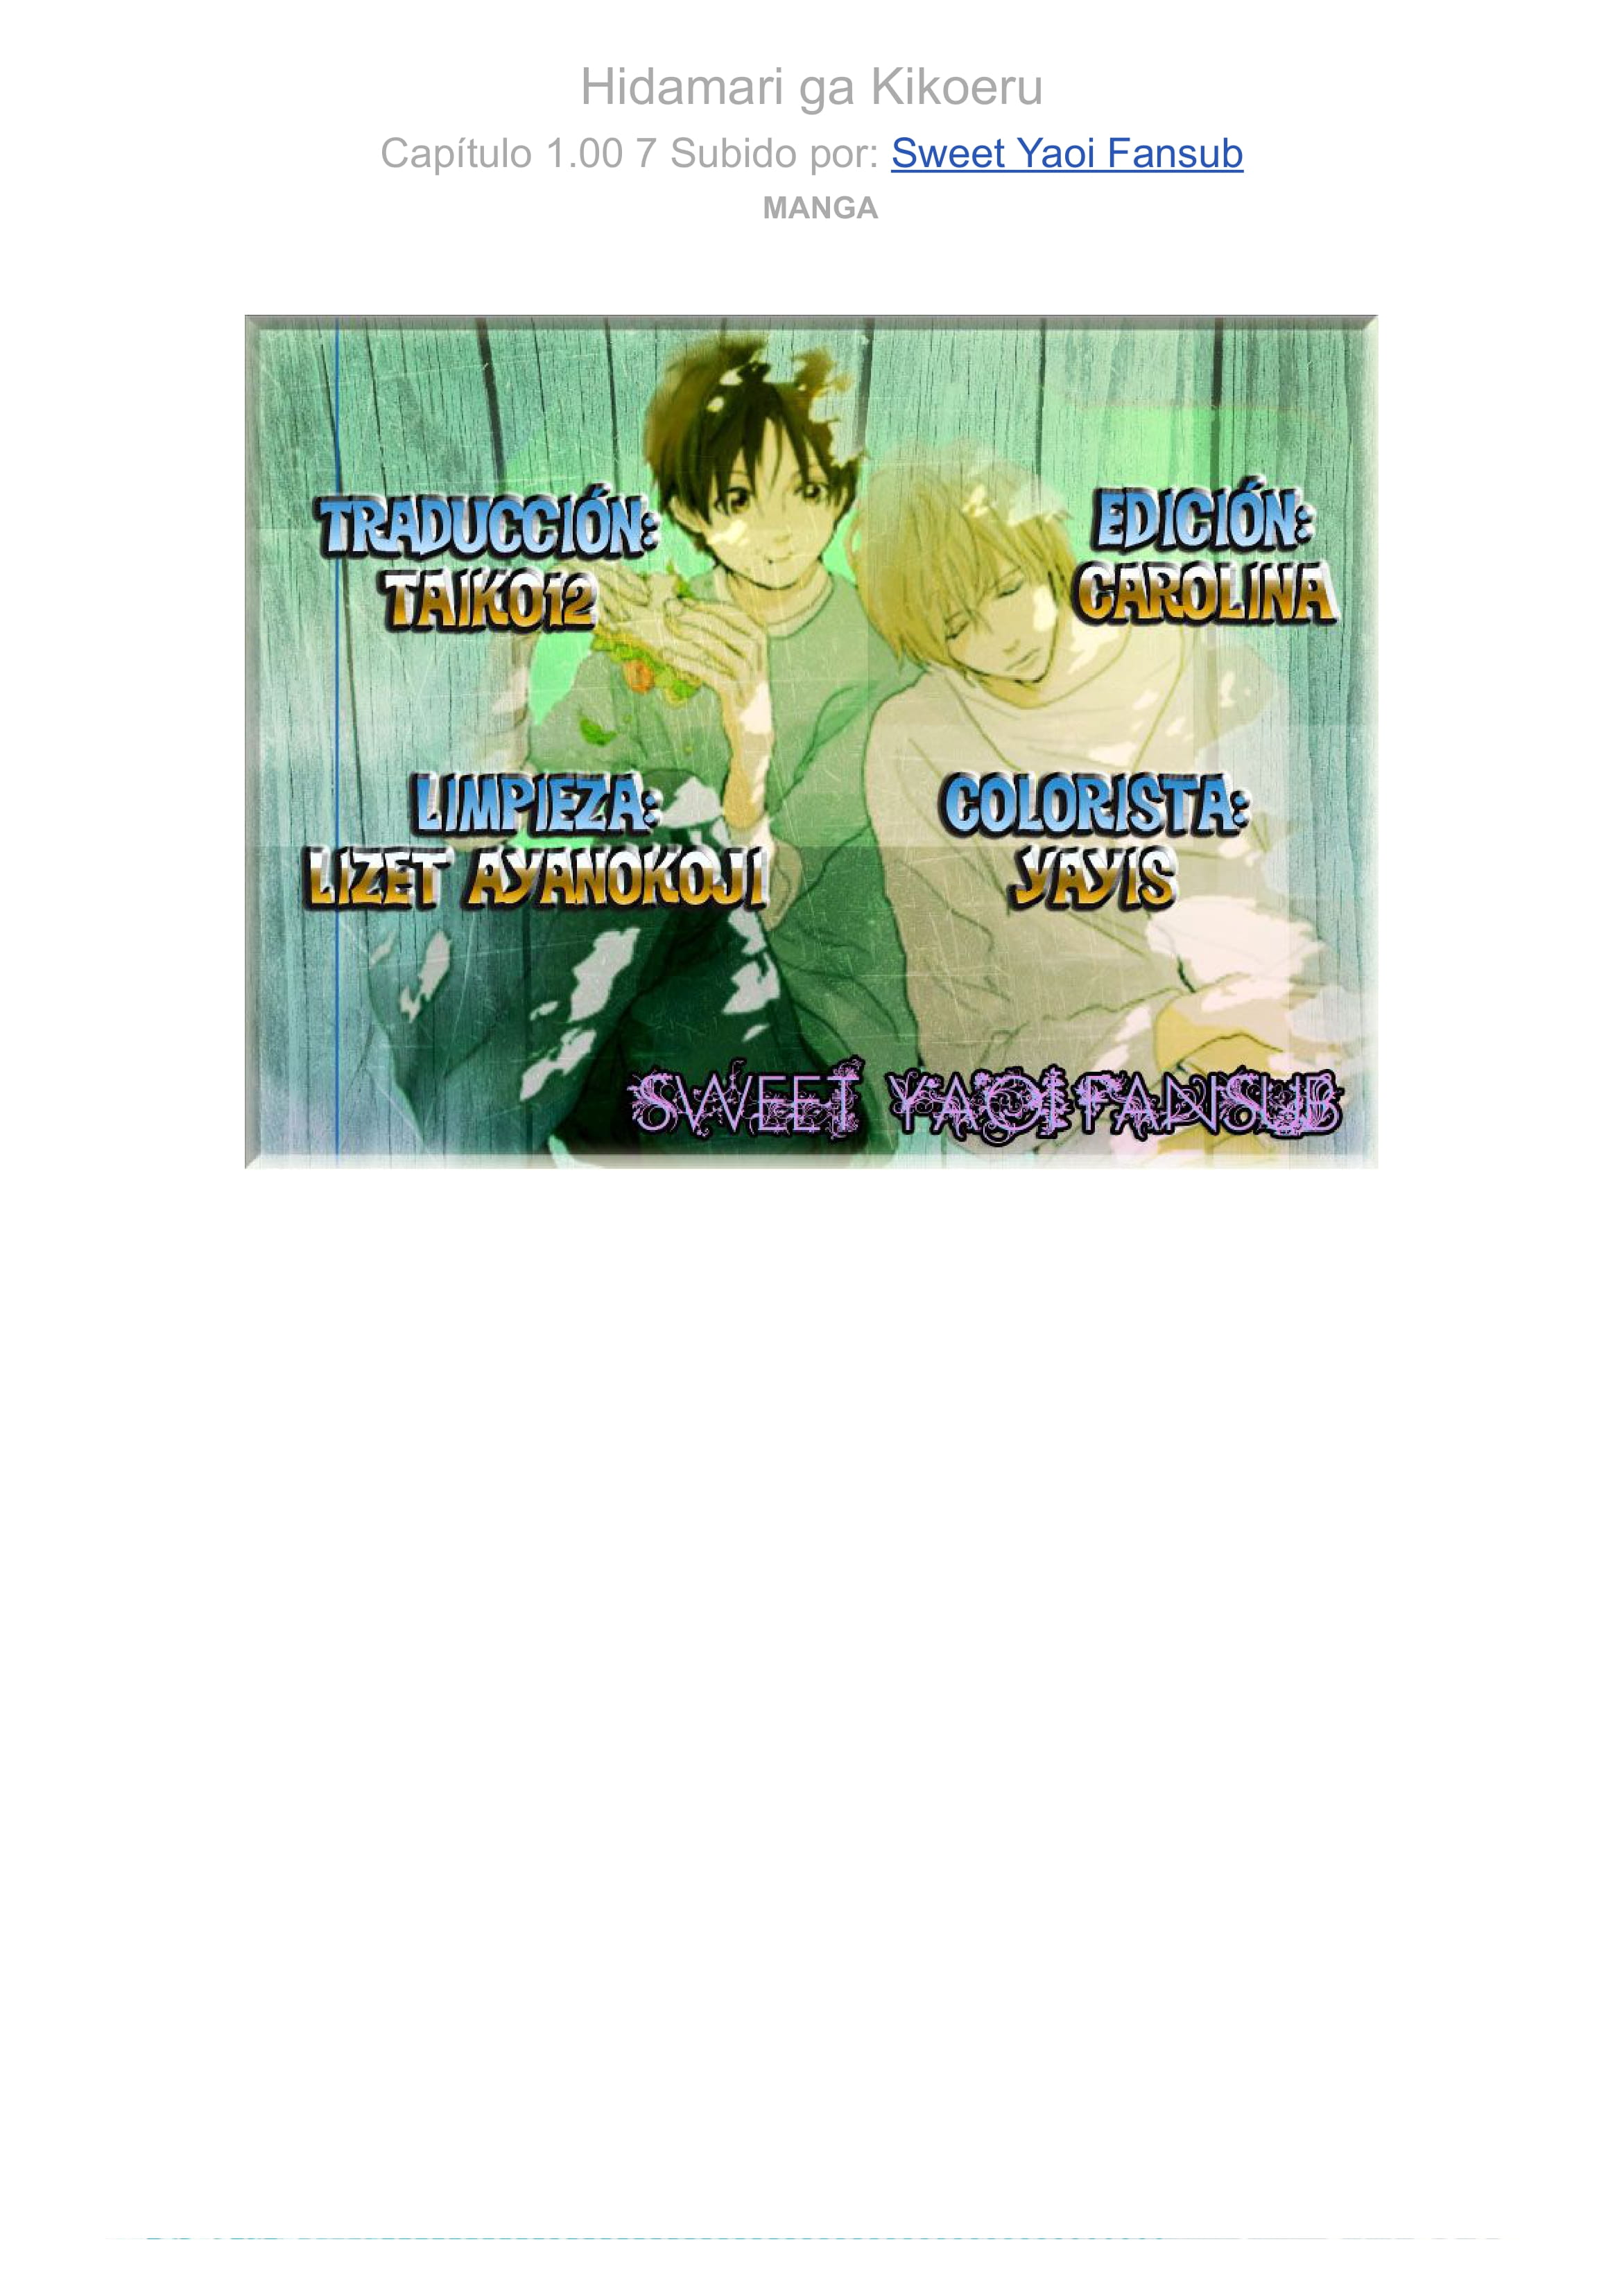 Hidamari ga Kikoeru
Capítulo 1.00 7 Subido por: Sweet Yaoi Fansub
MANGA
TRADUCCIÓN:
TAIKO12
EDICIÓN:
CAROLINA
LIMPIEZA:
LIZET AYANOKOJI
COLORISTA:
YAYIS
SWEET YAOI FANSUB